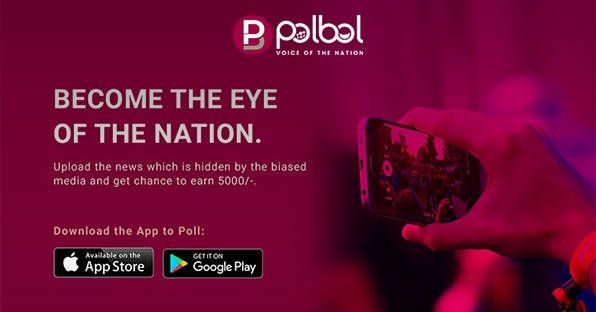 polbol
VOICE OF THE NATION
BECOME THE EYE
OF THE NATION.
Upload the news which is hidden by the biased
media and get chance to earn 5000/-.
Download the App to Poll:
Available on the
App Store
GET IT ON
Google Play